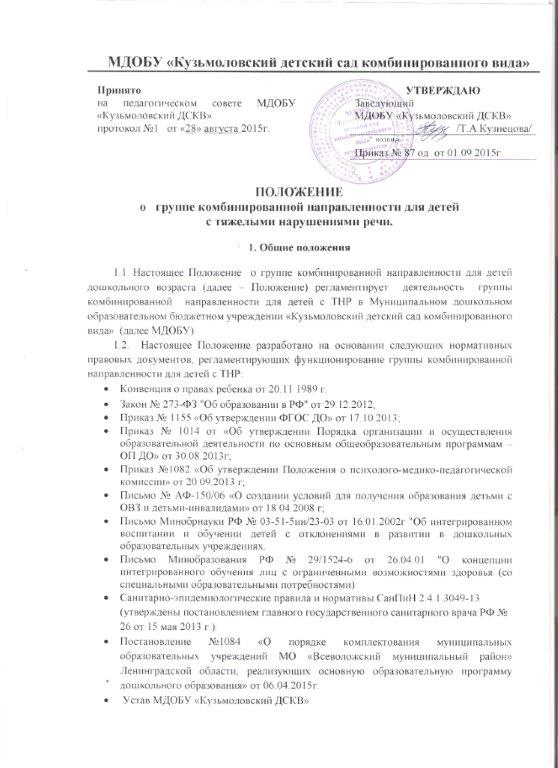 МДОБУ «Кузьмоловский детский сад комбинированного вида»
Принято
на педагогическом совете МДОБУ
«Кузьмоловский ДСКВ»
протокол №1 от «28» августа 2015г.
УТВЕРЖДАЮ
Заведующий
МДОБУ «Кузьмоловский ДСКВ»
/Т.А.Кузнецова/
подпись
Приказ № 87 од от 01.09.2015г.
ПОЛОЖЕНИЕ
о группе комбинированной направленности для детей
с тяжелыми нарушениями речи.
1. Общие положения
1.1. Настоящее Положение о группе комбинированной направленности для детей
дошкольного возраста (далее – Положение) регламентирует деятельность группы
комбинированной направленности для детей с ТНР в Муниципальном дошкольном
образовательном бюджетном учреждении «Кузьмоловский детский сад комбинированного
вида» (далее МДОБУ)
1.2. Настоящее Положение разработано на основании следующих нормативных
правовых документов, регламентирующих функционирование группы комбинированной
направленности для детей с ТНР:
• Конвенция о правах ребенка от 20.11 1989 г.
• Закон № 273-ФЗ "Об образовании в РФ" от 29.12.2012;
• Приказ № 1155 «Об утверждении ФГОС ДО» от 17.10.2013;
• Приказ № 1014 от «Об утверждении Порядка организации и осуществления
образовательной деятельности по основным общеобразовательным программам –
ОП ДО» от 30.08.2013г;
• Приказ №1082 «Об утверждении Положения о психолого-медико-педагогической
комиссии» от 20.09.2013 г;
• Письмо № АФ-150/06 «О создании условий для получения образования детьми с
ОВЗ и детьми-инвалидами» от 18.04.2008 г;
• Письмо Минобрнауки РФ № 03-51-5ин/23-03 от 16.01.2002г "Об интегрированном
воспитании и обучении детей с отклонениями в развитии в дошкольных
образовательных учреждениях.
• Письмо Минобразования РФ № 29/1524-6 от 26.04.01 "О концепции
интегрированного обучения лиц с ограниченными возможностями здоровья (со
специальными образовательными потребностями)
• Санитарно-эпидемиологические правила и нормативы СанПиН 2.4.1.3049-13
(утверждены постановлением главного государственного санитарного врача РФ №
26 от 15 мая 2013 г.).
• Постановление №1084 «О порядке комплектования муниципальных
образовательных учреждений МО «Всеволожский муниципальный район»
Ленинградской области, реализующих основную образовательную программу
дошкольного образования» от 06.04.2015г.
• Устав МДОБУ «Кузьмоловский ДСКВ»